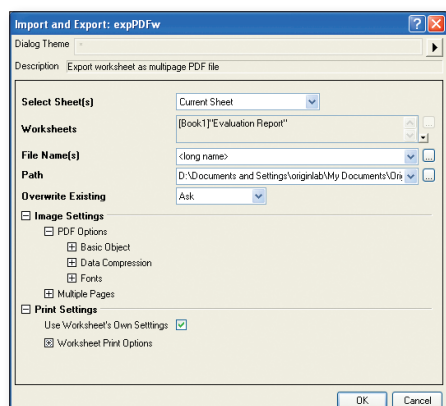 Import and Export: expPDFw
Dialog Theme *
Description Export worksheet as multipage PDF file
Select Sheet(s) Current Sheet
Worksheets [Book1]"Evaluation Report"
File Name(s) <long name>
Path D:\Documents and Settings\originlab\My Documents\Ori
Overwrite Existing Ask
Image Settings
PDF Options
Basic Object
Data Compression
Fonts
Multiple Pages
Print Settings
Use Worksheet's Own Setttings
Worksheet Print Options
OK Cancel